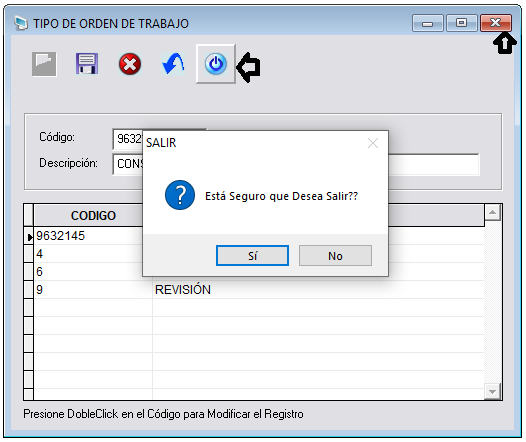 TIPO DE ORDEN DE TRABAJO
Código: 9632
Descripción: CONS
SALIR
Está Seguro que Desea Salir??
Sí No
CODIGO
9632145
4
6
9 REVISIÓN
Presione DobleClick en el Código para Modificar el Registro